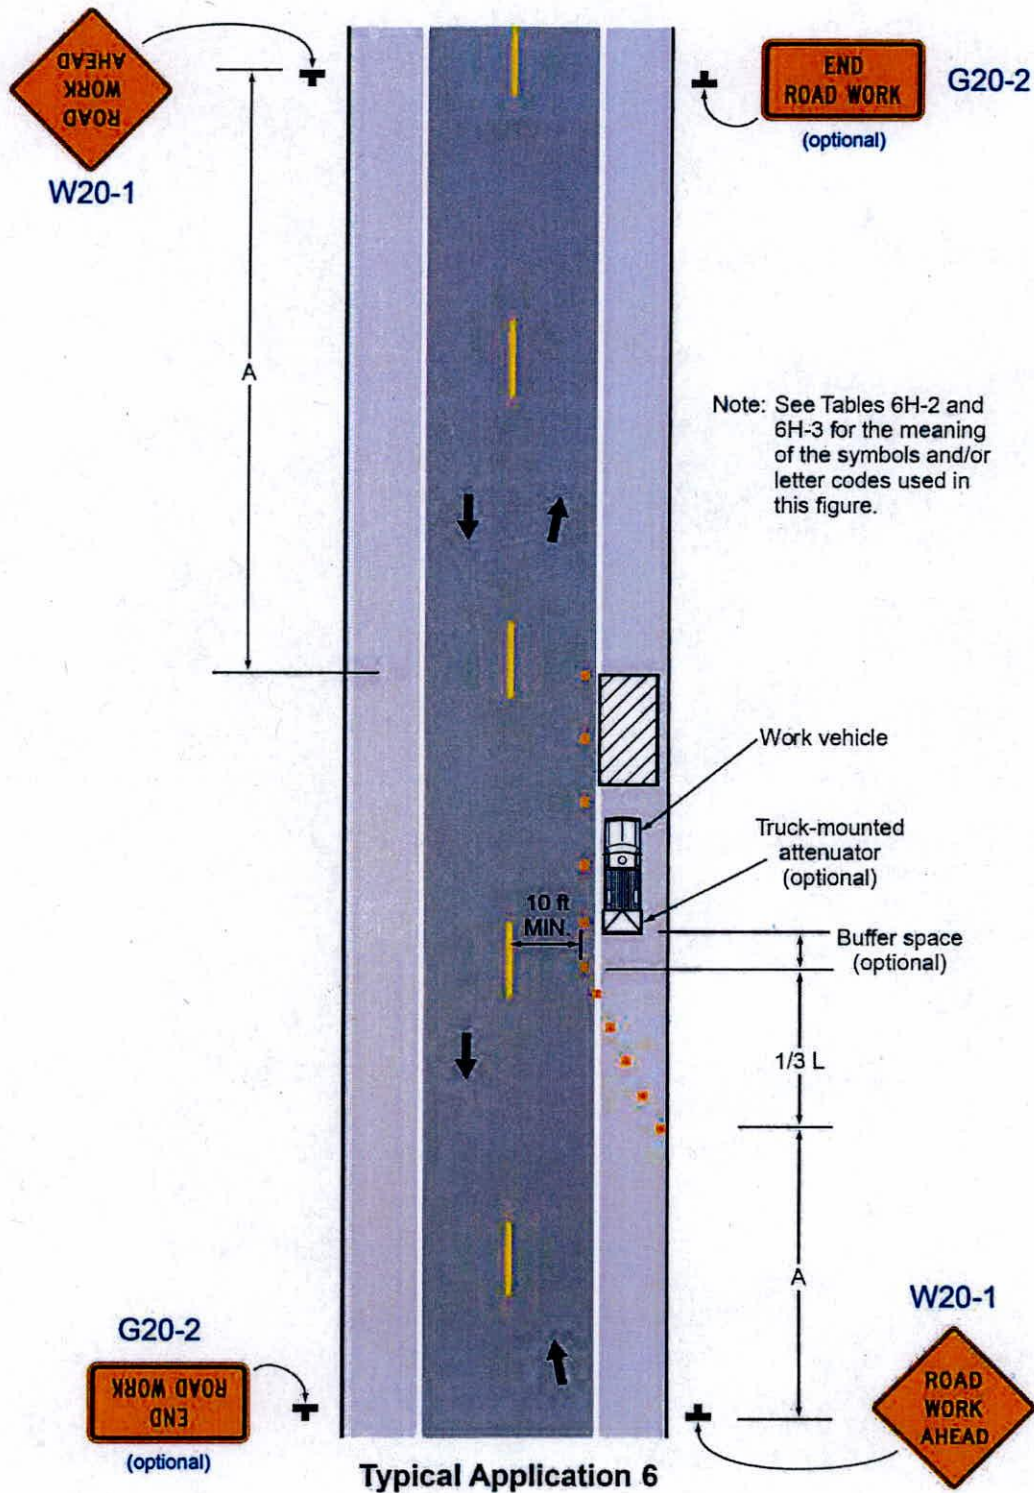 ROAD
WORK
AHEAD
W20-1
END
ROAD WORK
(optional)
G20-2
A
Note: See Tables 6H-2 and
6H-3 for the meaning
of the symbols and/or
letter codes used in
this figure.
Work vehicle
Truck-mounted
attenuator
(optional)
10 ft
MIN.
Buffer space
(optional)
1/3 L
A
G20-2
END
ROAD WORK
(optional)
W20-1
ROAD
WORK
AHEAD
Typical Application 6